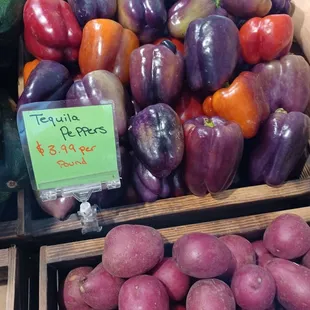 Tequila
Peppers
$3.99 per
Pound